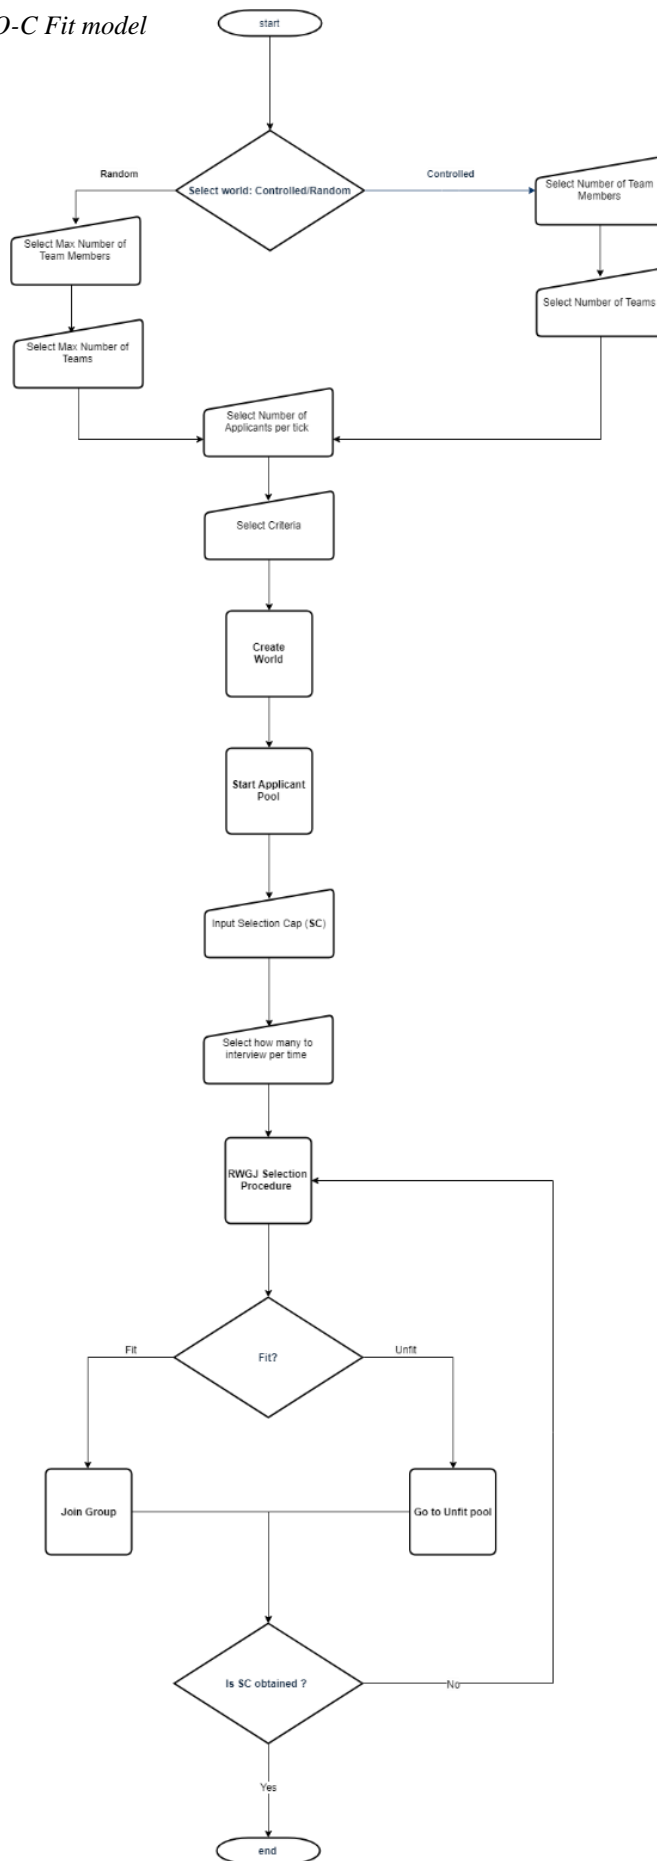 O-C Fit model
start
Random
Controlled
Select world: Controlled/Random
Select Number of Team
Members
Select Max Number of
Team Members
Select Number of Teams
Select Max Number of
Teams
Select Number of
Applicants per tick
Select Criteria
Create
World
Start Applicant
Pool
Input Selection Cap (SC)
Select how many to
interview per time
RWGJ Selection
Procedure
Fit
Unfit
Fit?
Join Group
Go to Unfit pool
Is SC obtained ?
No
Yes
end